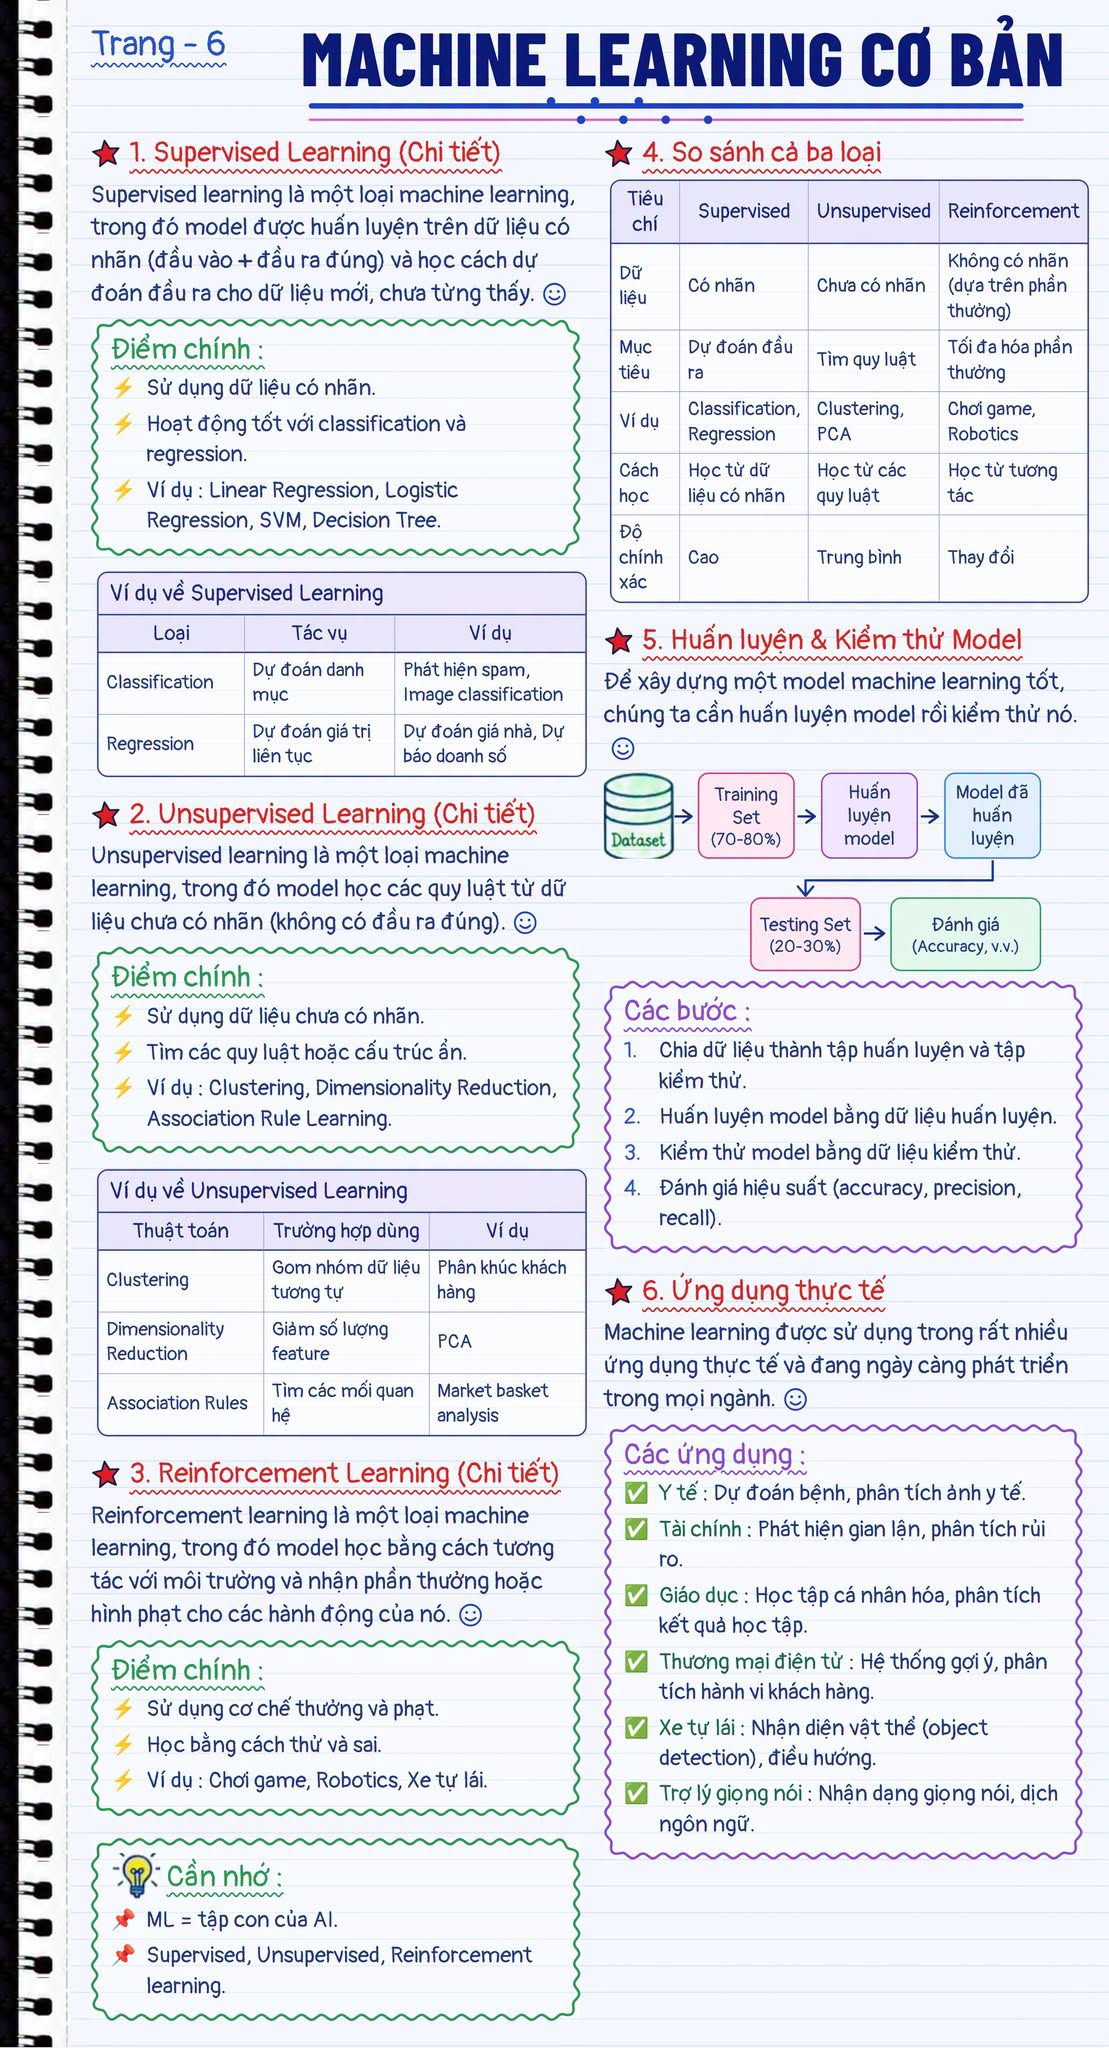 Trang - 6
MACHINE LEARNING CƠ BẢN
1. Supervised Learning (Chi tiết)
Supervised learning là một loại machine learning,
trong đó model được huấn luyện trên dữ liệu có
nhãn (đầu vào + đầu ra đúng) và học cách dự
đoán đầu ra cho dữ liệu mới, chưa từng thấy. ☺
Điểm chính :
⚡ Sử dụng dữ liệu có nhãn.
⚡ Hoạt động tốt với classification và
regression.
⚡ Ví dụ : Linear Regression, Logistic
Regression, SVM, Decision Tree.
Ví dụ về Supervised Learning
Loại Tác vụ Ví dụ
Classification Dự đoán danh mục Phát hiện spam, Image classification
Regression Dự đoán giá trị liên tục Dự đoán giá nhà, Dự báo doanh số
2. Unsupervised Learning (Chi tiết)
Unsupervised learning là một loại machine
learning, trong đó model học các quy luật từ dữ
liệu chưa có nhãn (không có đầu ra đúng). ☺
Điểm chính :
⚡ Sử dụng dữ liệu chưa có nhãn.
⚡ Tìm các quy luật hoặc cấu trúc ẩn.
⚡ Ví dụ : Clustering, Dimensionality Reduction,
Association Rule Learning.
Ví dụ về Unsupervised Learning
Thuật toán Trường hợp dùng Ví dụ
Clustering Gom nhóm dữ liệu tương tự Phân khúc khách hàng
Dimensionality Reduction Giảm số lượng feature PCA
Association Rules Tìm các mối quan hệ Market basket analysis
3. Reinforcement Learning (Chi tiết)
Reinforcement learning là một loại machine
learning, trong đó model học bằng cách tương
tác với môi trường và nhận phần thưởng hoặc
hình phạt cho các hành động của nó. ☺
Điểm chính :
⚡ Sử dụng cơ chế thưởng và phạt.
⚡ Học bằng cách thử và sai.
⚡ Ví dụ : Chơi game, Robotics, Xe tự lái.
Cần nhớ :
📌 ML = tập con của AI.
📌 Supervised, Unsupervised, Reinforcement
learning.
4. So sánh cả ba loại
Tiêu chí Supervised Unsupervised Reinforcement
Dữ liệu Có nhãn Chưa có nhãn Không có nhãn (dựa trên phần thưởng)
Mục tiêu Dự đoán đầu ra Tìm quy luật Tối đa hóa phần thưởng
Ví dụ Classification, Regression Clustering, PCA Chơi game, Robotics
Cách học Học từ dữ liệu có nhãn Học từ các quy luật Học từ tương tác
Độ chính xác Cao Trung bình Thay đổi
5. Huấn luyện & Kiểm thử Model
Để xây dựng một model machine learning tốt,
chúng ta cần huấn luyện model rồi kiểm thử nó.
☺
Dataset
Training
Set
(70-80%)
Huấn
luyện
model
Model đã
huấn
luyện
Testing Set
(20-30%)
Đánh giá
(Accuracy, v.v.)
Các bước :
1. Chia dữ liệu thành tập huấn luyện và tập
kiểm thử.
2. Huấn luyện model bằng dữ liệu huấn luyện.
3. Kiểm thử model bằng dữ liệu kiểm thử.
4. Đánh giá hiệu suất (accuracy, precision,
recall).
6. Ứng dụng thực tế
Machine learning được sử dụng trong rất nhiều
ứng dụng thực tế và đang ngày càng phát triển
trong mọi ngành. ☺
Các ứng dụng :
✅ Y tế : Dự đoán bệnh, phân tích ảnh y tế.
✅ Tài chính : Phát hiện gian lận, phân tích rủi
ro.
✅ Giáo dục : Học tập cá nhân hóa, phân tích
kết quả học tập.
✅ Thương mại điện tử : Hệ thống gợi ý, phân
tích hành vi khách hàng.
✅ Xe tự lái : Nhận diện vật thể (object
detection), điều hướng.
✅ Trợ lý giọng nói : Nhận dạng giọng nói, dịch
ngôn ngữ.